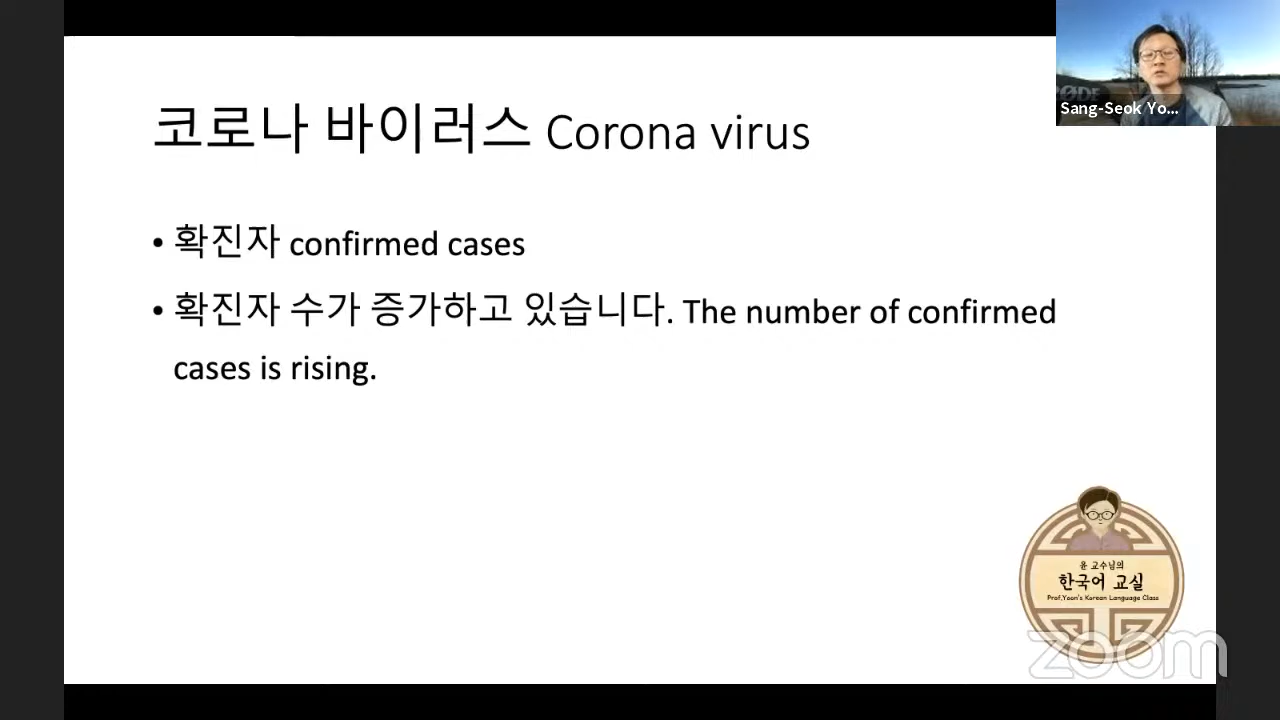 코로나 바이러스 Corona virus
• 확진자 confirmed cases
• 확진자 수가 증가하고 있습니다. The number of confirmed
cases is rising.
Sang-Seok Yo...
윤 교수님의
한국어 교실
Prof.Yoon's Korean Language Class
zoom